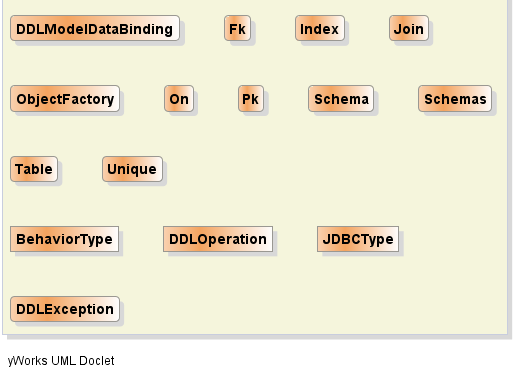 DDLModelDataBinding Fk Index Join
ObjectFactory On Pk Schema Schemas
Table Unique
BehaviorType DDLOperation JDBCType
DDLException
yWorks UML Doclet